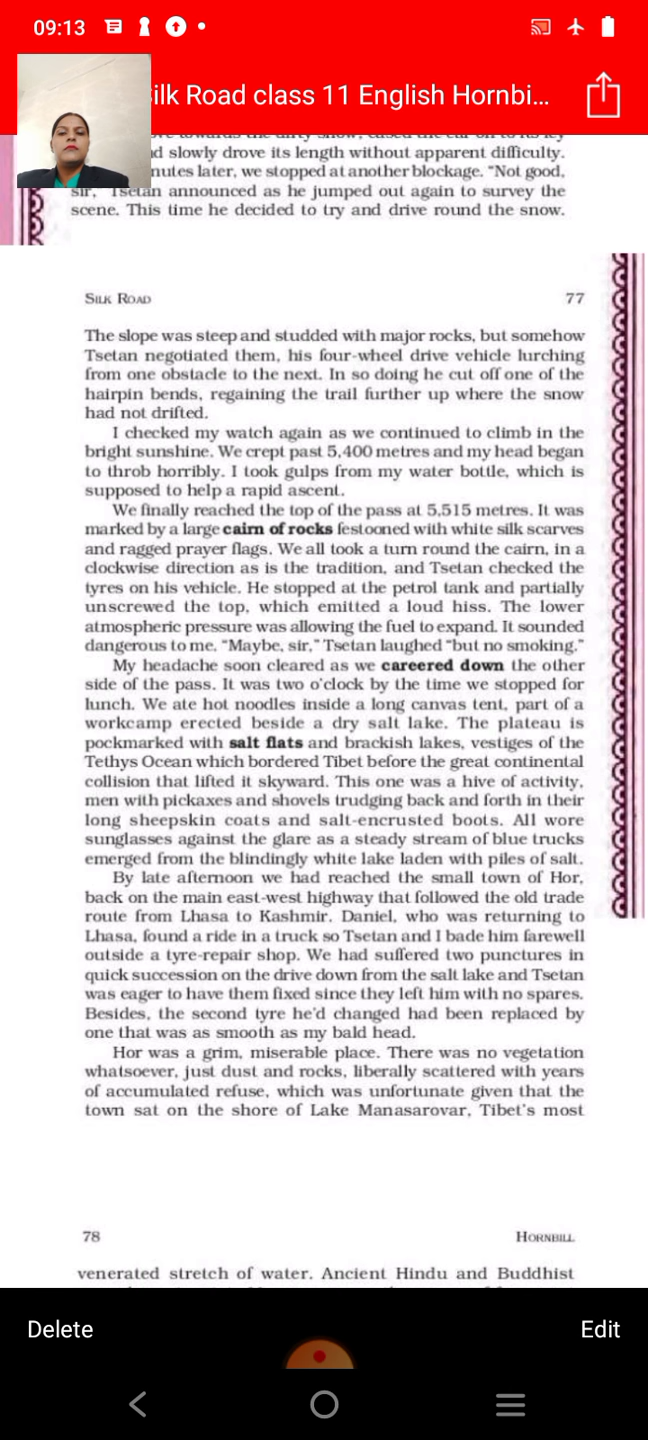 09:13
ilk Road class 11 English Hornbi...
slowly drove its length without apparent difficulty.
later, we stopped at another blockage. "Not good,
sir," Tsetan announced as he jumped out again to survey the
scene. This time he decided to try and drive round the snow.
SILK ROAD 77
The slope was steep and studded with major rocks, but somehow
Tsetan negotiated them, his four-wheel drive vehicle lurching
from one obstacle to the next. In so doing he cut off one of the
hairpin bends, regaining the trail further up where the snow
had not drifted.
I checked my watch again as we continued to climb in the
bright sunshine. We crept past 5,400 metres and my head began
to throb horribly. I took gulps from my water bottle, which is
supposed to help a rapid ascent.
We finally reached the top of the pass at 5,515 metres. It was
marked by a large cairn of rocks festooned with white silk scarves
and ragged prayer flags. We all took a turn round the cairn, in a
clockwise direction as is the tradition, and Tsetan checked the
tyres on his vehicle. He stopped at the petrol tank and partially
unscrewed the top, which emitted a loud hiss. The lower
atmospheric pressure was allowing the fuel to expand. It sounded
dangerous to me. "Maybe, sir," Tsetan laughed "but no smoking."
My headache soon cleared as we careered down the other
side of the pass. It was two o'clock by the time we stopped for
lunch. We ate hot noodles inside a long canvas tent, part of a
workcamp erected beside a dry salt lake. The plateau is
pockmarked with salt flats and brackish lakes, vestiges of the
Tethys Ocean which bordered Tibet before the great continental
collision that lifted it skyward. This one was a hive of activity,
men with pickaxes and shovels trudging back and forth in their
long sheepskin coats and salt-encrusted boots. All wore
sunglasses against the glare as a steady stream of blue trucks
emerged from the blindingly white lake laden with piles of salt.
By late afternoon we had reached the small town of Hor,
back on the main east-west highway that followed the old trade
route from Lhasa to Kashmir. Daniel, who was returning to
Lhasa, found a ride in a truck so Tsetan and I bade him farewell
outside a tyre-repair shop. We had suffered two punctures in
quick succession on the drive down from the salt lake and Tsetan
was eager to have them fixed since they left him with no spares.
Besides, the second tyre he'd changed had been replaced by
one that was as smooth as my bald head.
Hor was a grim, miserable place. There was no vegetation
whatsoever, just dust and rocks, liberally scattered with years
of accumulated refuse, which was unfortunate given that the
town sat on the shore of Lake Manasarovar, Tibet's most
78 HORNBILL
venerated stretch of water. Ancient Hindu and Buddhist
Delete Edit